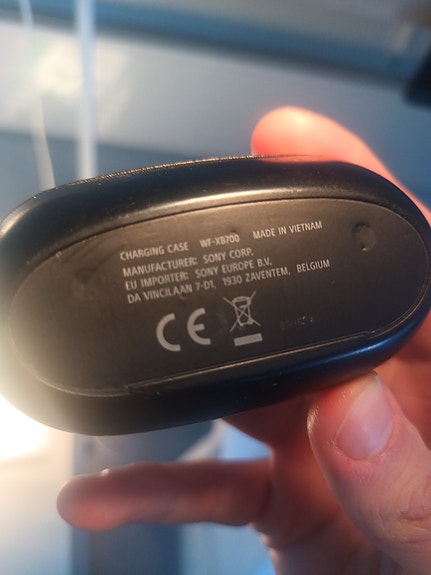 CHARGING CASE WF-XB700 MADE IN VIETNAM
MANUFACTURER: SONY CORP.
EU IMPORTER: SONY EUROPE B.V.
DA VINCILAAN 7-D1, 1930 ZAVENTEM, BELGIUM
CE